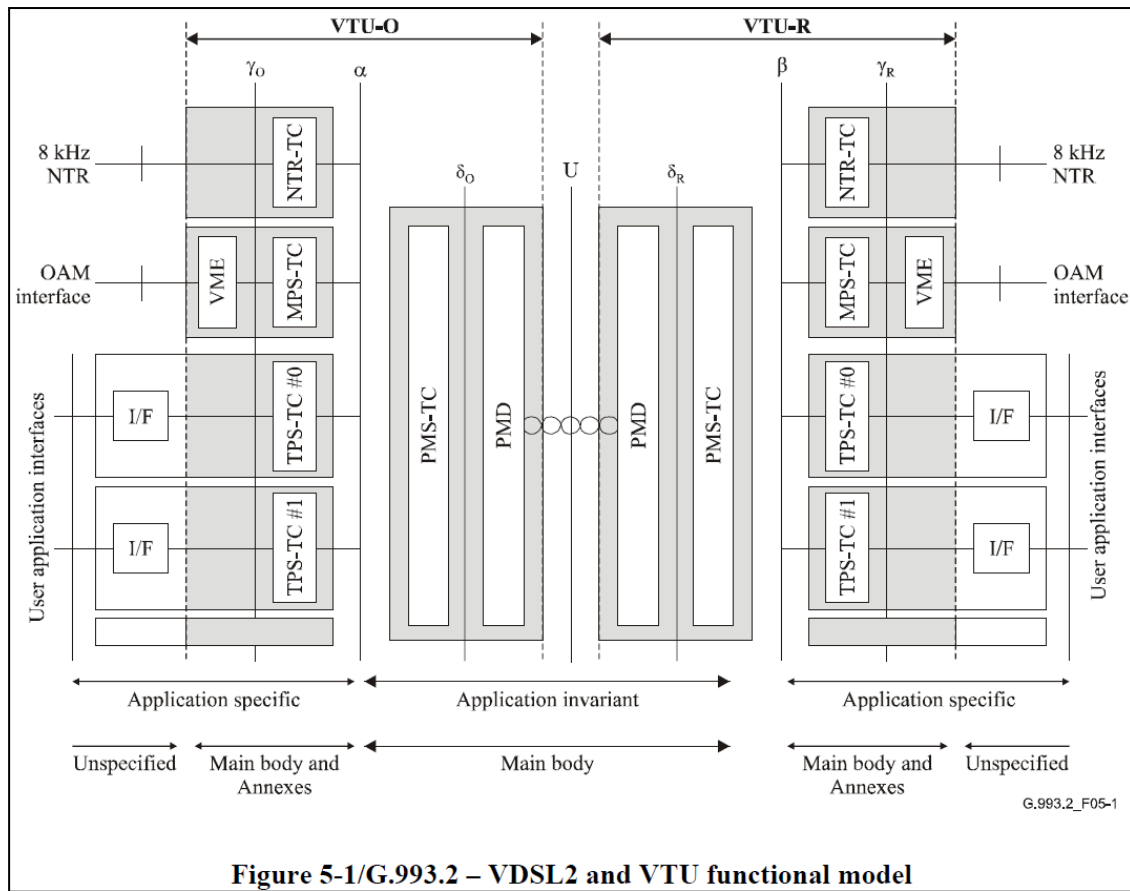 VTU-O
VTU-R
γO
α
β
γR
8 kHz
NTR
NTR-TC
δO
U
δR
NTR-TC
8 kHz
NTR
OAM
interface
VME
MPS-TC
MPS-TC
VME
OAM
interface
User application interfaces
I/F
TPS-TC #0
PMS-TC
PMD
PMD
PMS-TC
TPS-TC #0
I/F
User application interfaces
I/F
TPS-TC #1
TPS-TC #1
I/F
Application specific
Application invariant
Application specific
Unspecified
Main body and
Annexes
Main body
Main body and
Annexes
Unspecified
G.993.2_F05-1
Figure 5-1/G.993.2 – VDSL2 and VTU functional model